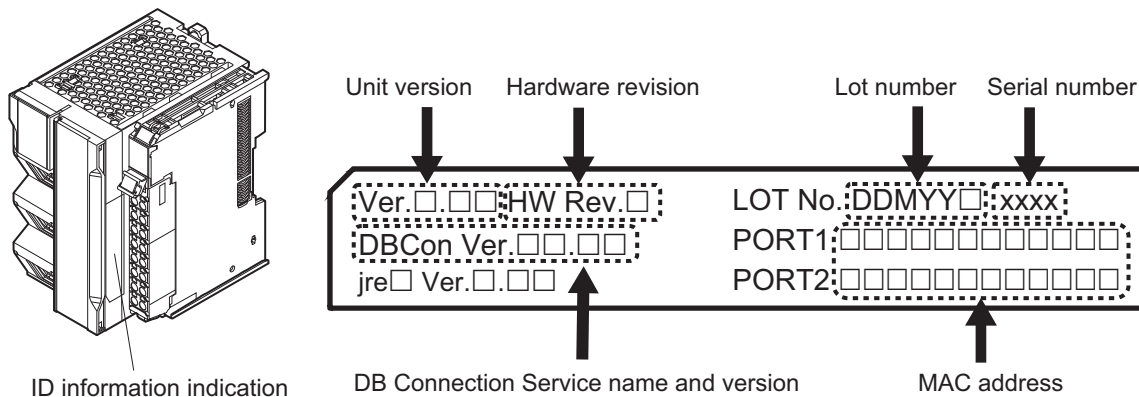 Unit version
Hardware revision
Lot number
Serial number
Ver.□.□□ HW Rev.□
LOT No. DDMYY□ xxxx
DBCon Ver.□□.□□
PORT1 □□□□□□□□□□□□
jre□ Ver.□.□□
PORT2 □□□□□□□□□□□□
ID information indication
DB Connection Service name and version
MAC address